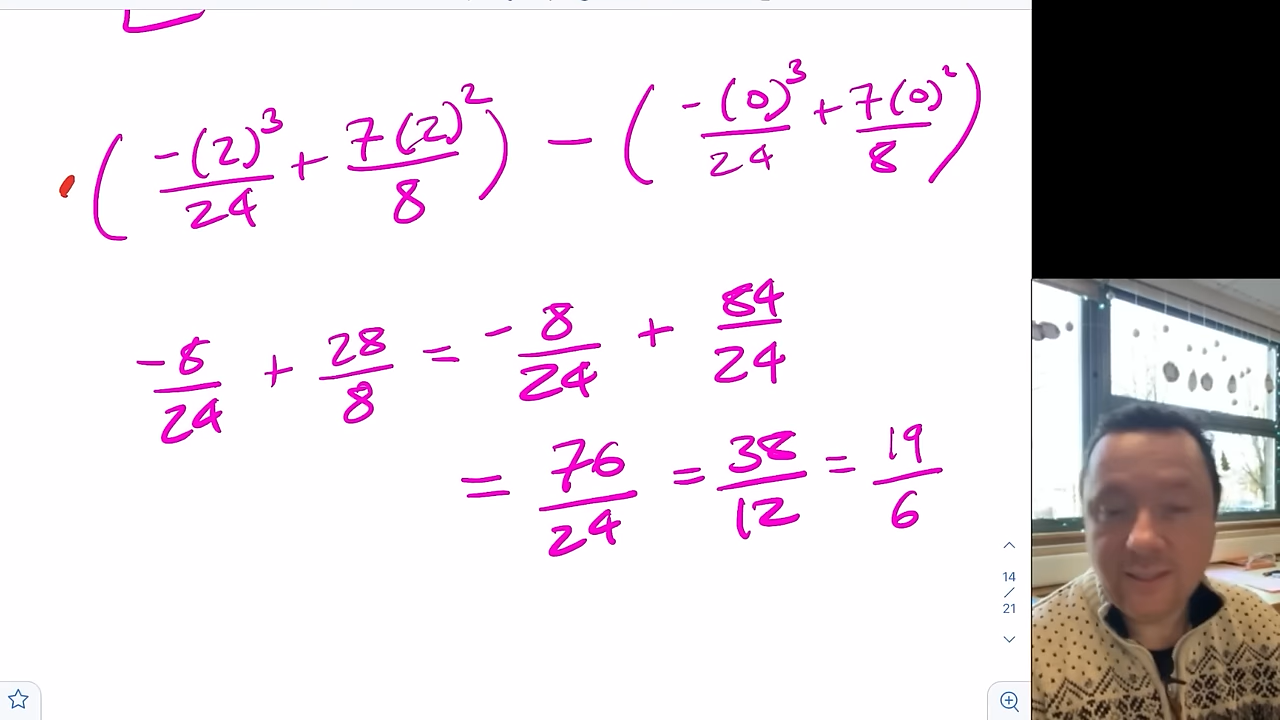 (-(2)³/24 + 7(2)²/8) - (-(0)³/24 + 7(0)²/8)
-8/24 + 28/8 = -8/24 + 84/24
= 76/24 = 38/12 = 19/6
14
/
21